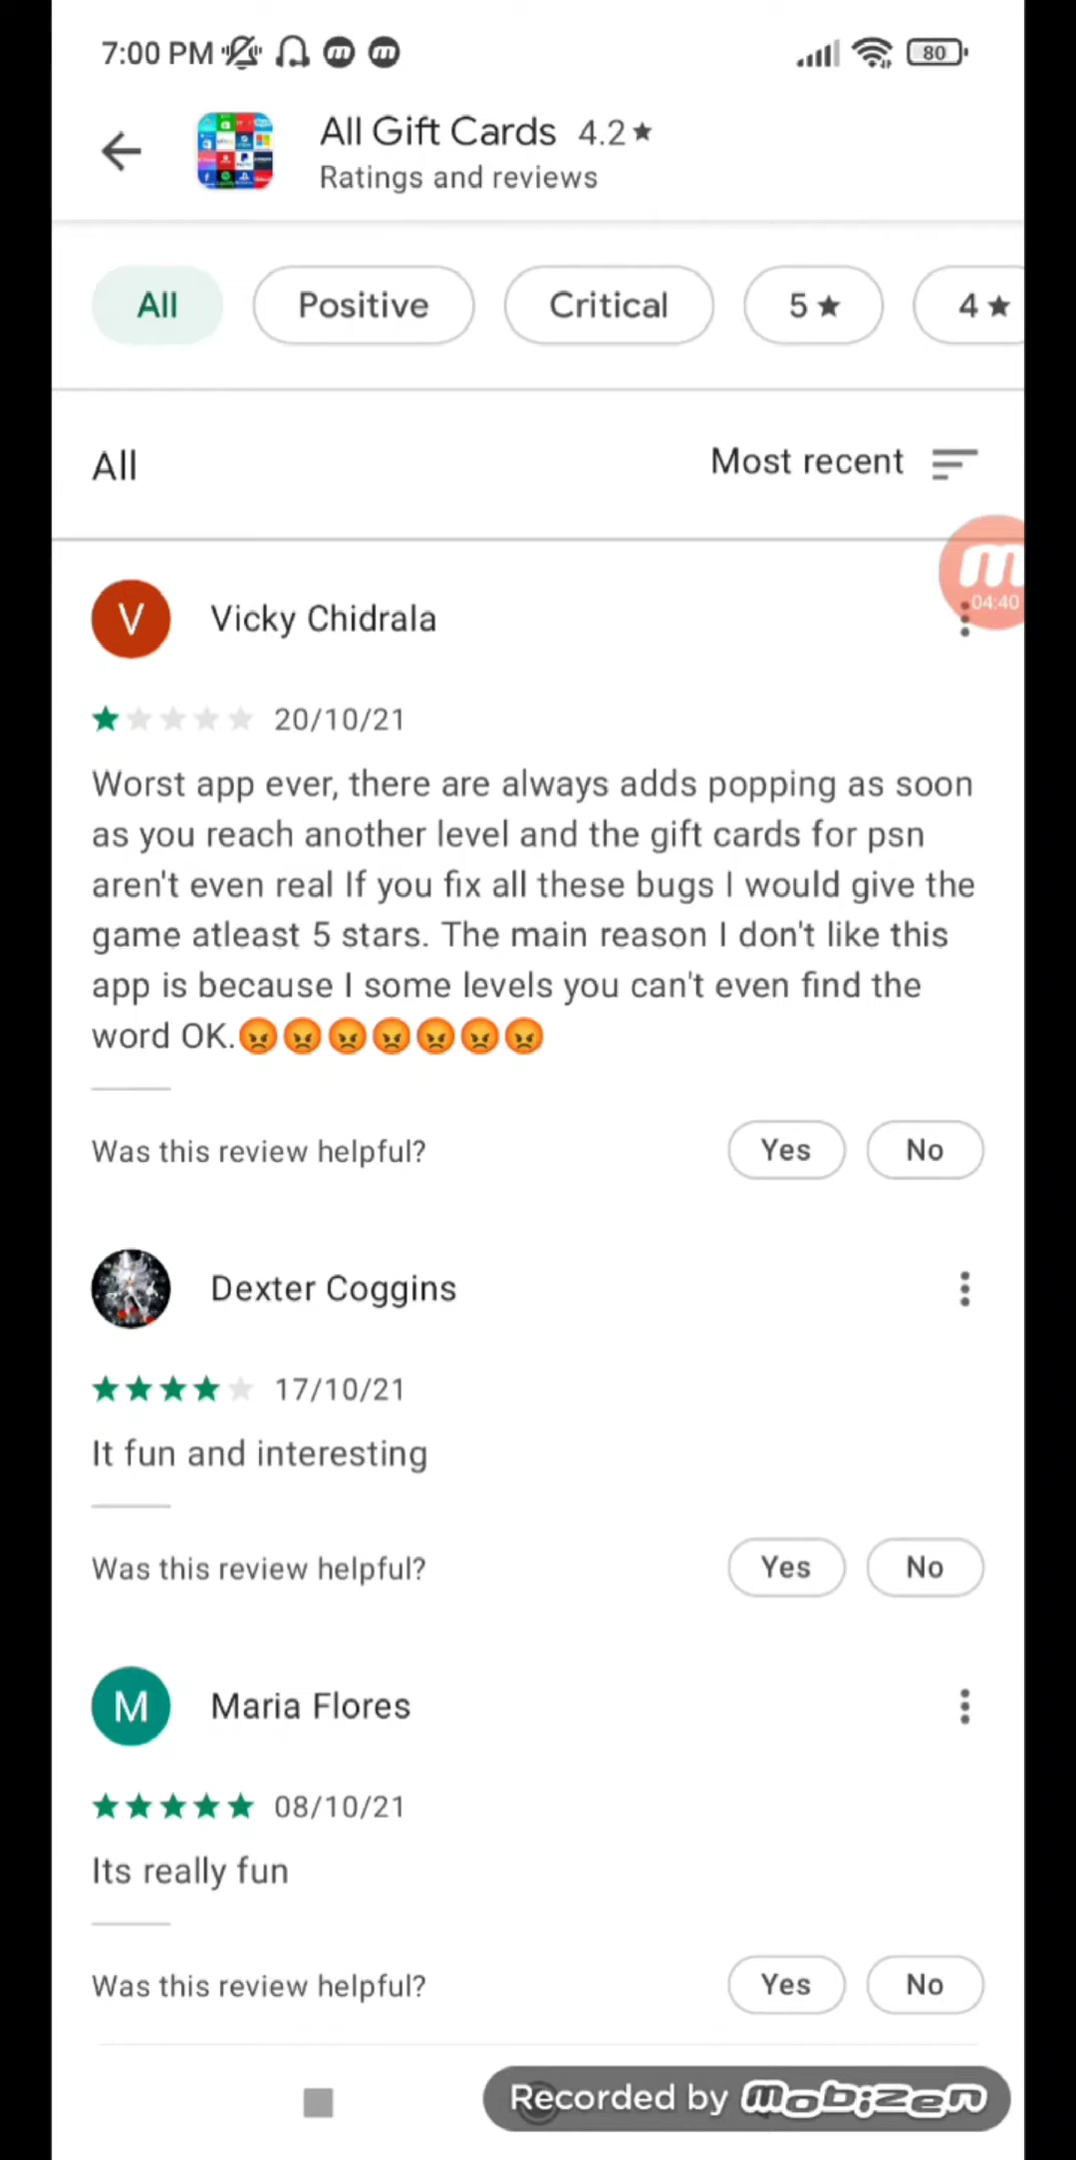 7:00 PM
80
All Gift Cards 4.2★
Ratings and reviews
All Positive Critical 5★ 4★
All Most recent
04:40
V Vicky Chidrala
20/10/21
Worst app ever, there are always adds popping as soon
as you reach another level and the gift cards for psn
aren't even real If you fix all these bugs I would give the
game atleast 5 stars. The main reason I don't like this
app is because I some levels you can't even find the
word OK.😡😡😡😡😡😡😡
Was this review helpful? Yes No
Dexter Coggins
17/10/21
It fun and interesting
Was this review helpful? Yes No
M Maria Flores
08/10/21
Its really fun
Was this review helpful? Yes No
Recorded by mobizen